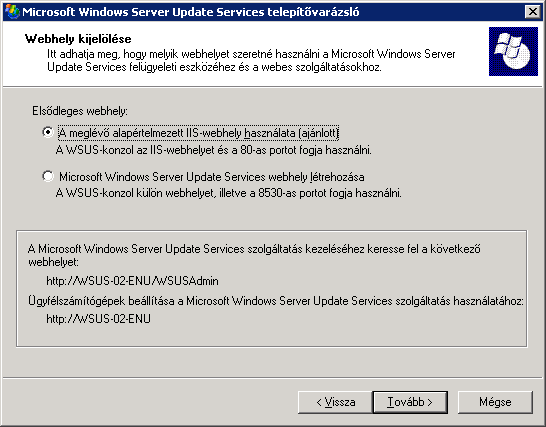 Microsoft Windows Server Update Services telepítővarázsló
Webhely kijelölése
Itt adhatja meg, hogy melyik webhelyet szeretné használni a Microsoft Windows Server
Update Services felügyeleti eszközéhez és a webes szolgáltatásokhoz.
Elsődleges webhely:
A meglévő alapértelmezett IIS-webhely használata (ajánlott)
A WSUS-konzol az IIS-webhelyet és a 80-as portot fogja használni.
Microsoft Windows Server Update Services webhely létrehozása
A WSUS-konzol külön webhelyet, illetve a 8530-as portot fogja használni.
A Microsoft Windows Server Update Services szolgáltatás kezeléséhez keresse fel a következő
webhelyet:
http://WSUS-02-ENU/WSUSAdmin
Ügyfélszámítógépek beállítása a Microsoft Windows Server Update Services szolgáltatás használatához:
http://WSUS-02-ENU
< Vissza
Tovább >
Mégse